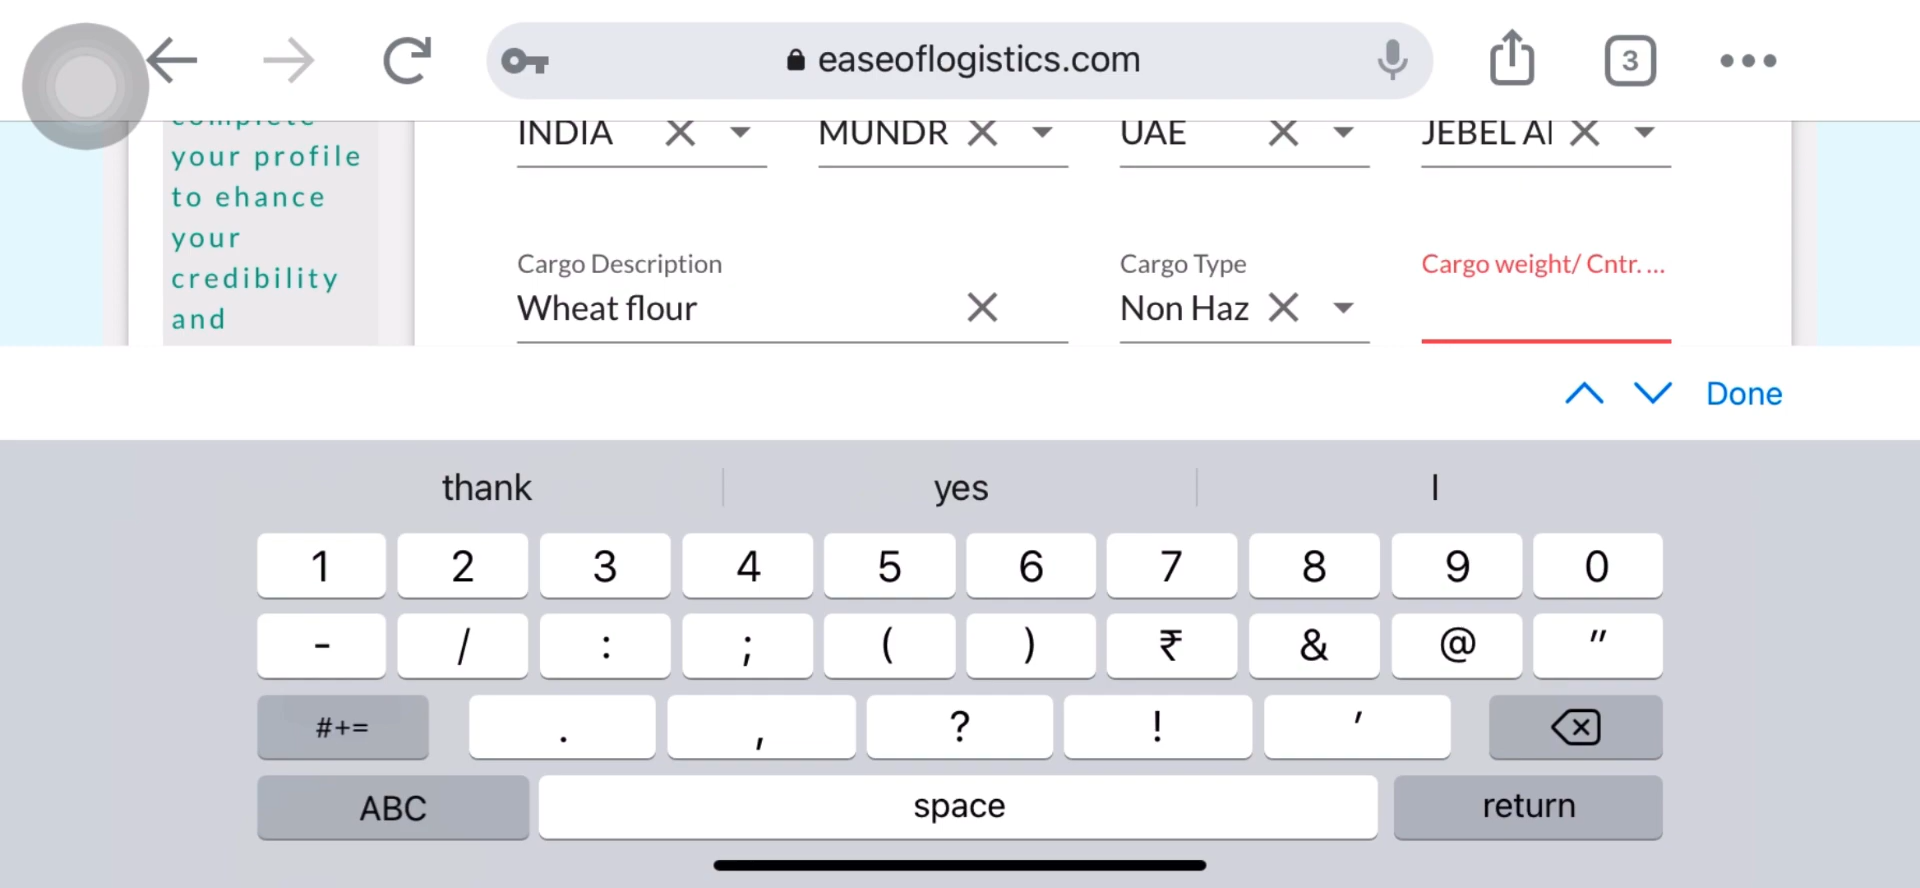 easeoflogistics.com
3
complete
your profile
to ehance
your
credibility
and
INDIA
MUNDR
UAE
JEBEL Al
Cargo Description
Wheat flour
Cargo Type
Non Haz
Cargo weight/ Cntr. ...
Done
thank
yes
I
1 2 3 4 5 6 7 8 9 0
- / : ; ( ) ₹ & @ "
#+= . , ? ! '
ABC space return